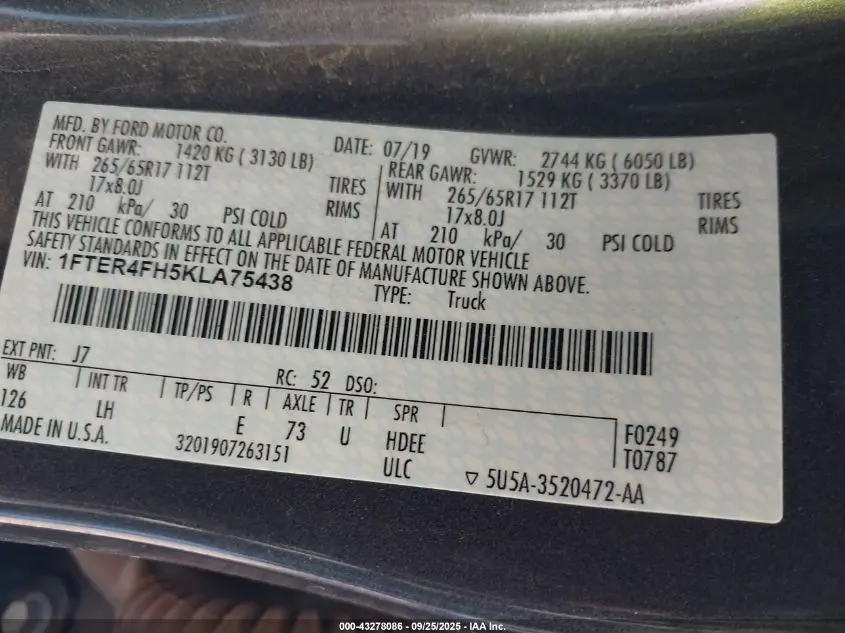 MFD. BY FORD MOTOR CO.
DATE: 07/19
GVWR: 2744 KG ( 6050 LB)
FRONT GAWR: 1420 KG ( 3130 LB)
WITH 265/65R17 112T TIRES
17x8.0J RIMS
AT 210 kPa/ 30 PSI COLD
REAR GAWR: 1529 KG ( 3370 LB)
WITH 265/65R17 112T TIRES
17x8.0J RIMS
AT 210 kPa/ 30 PSI COLD
THIS VEHICLE CONFORMS TO ALL APPLICABLE FEDERAL MOTOR VEHICLE
SAFETY STANDARDS IN EFFECT ON THE DATE OF MANUFACTURE SHOWN ABOVE.
VIN: 1FTER4FH5KLA75438
TYPE: Truck
EXT PNT: J7
RC: 52 DSO:
WB INT TR TP/PS R AXLE TR SPR
126 LH E 73 U HDEE
F0249
T0787
MADE IN U.S.A.
3201907263151
ULC
▽ 5U5A-3520472-AA
000-43278086 - 09/25/2025 - IAA Inc.